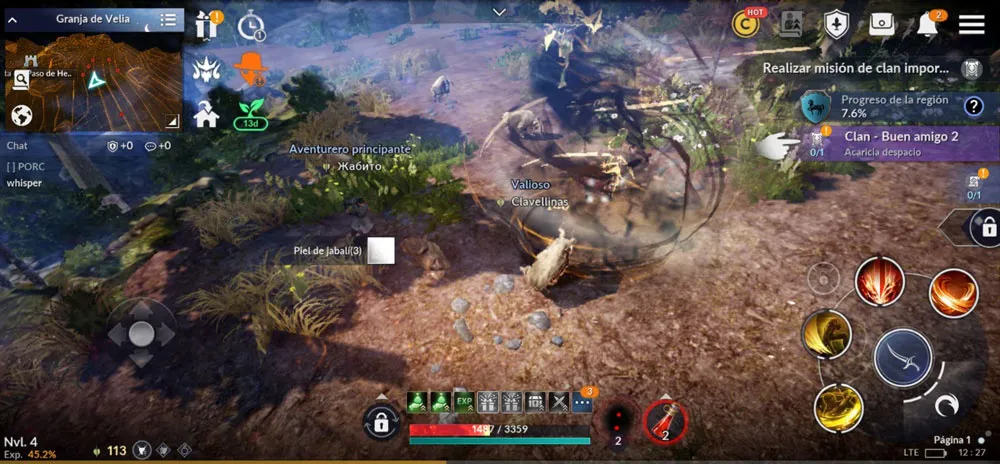 Granja de Velia
Paso de He..
Chat
+0
+0
[ ] PORC
whisper
1
1
13d
HOT
C
2
Realizar misión de clan impor...
Progreso de la región
7.6%
?
Clan - Buen amigo 2
0/1
Acaricia despacio
0/1
Aventurero principante
Жабито
Valioso
Clavellinas
Piel de jabalí(3)
EXP
3
1487 / 3359
2
2
Nvl. 4
Exp. 45.2%
113
Página 1
LTE
12:27